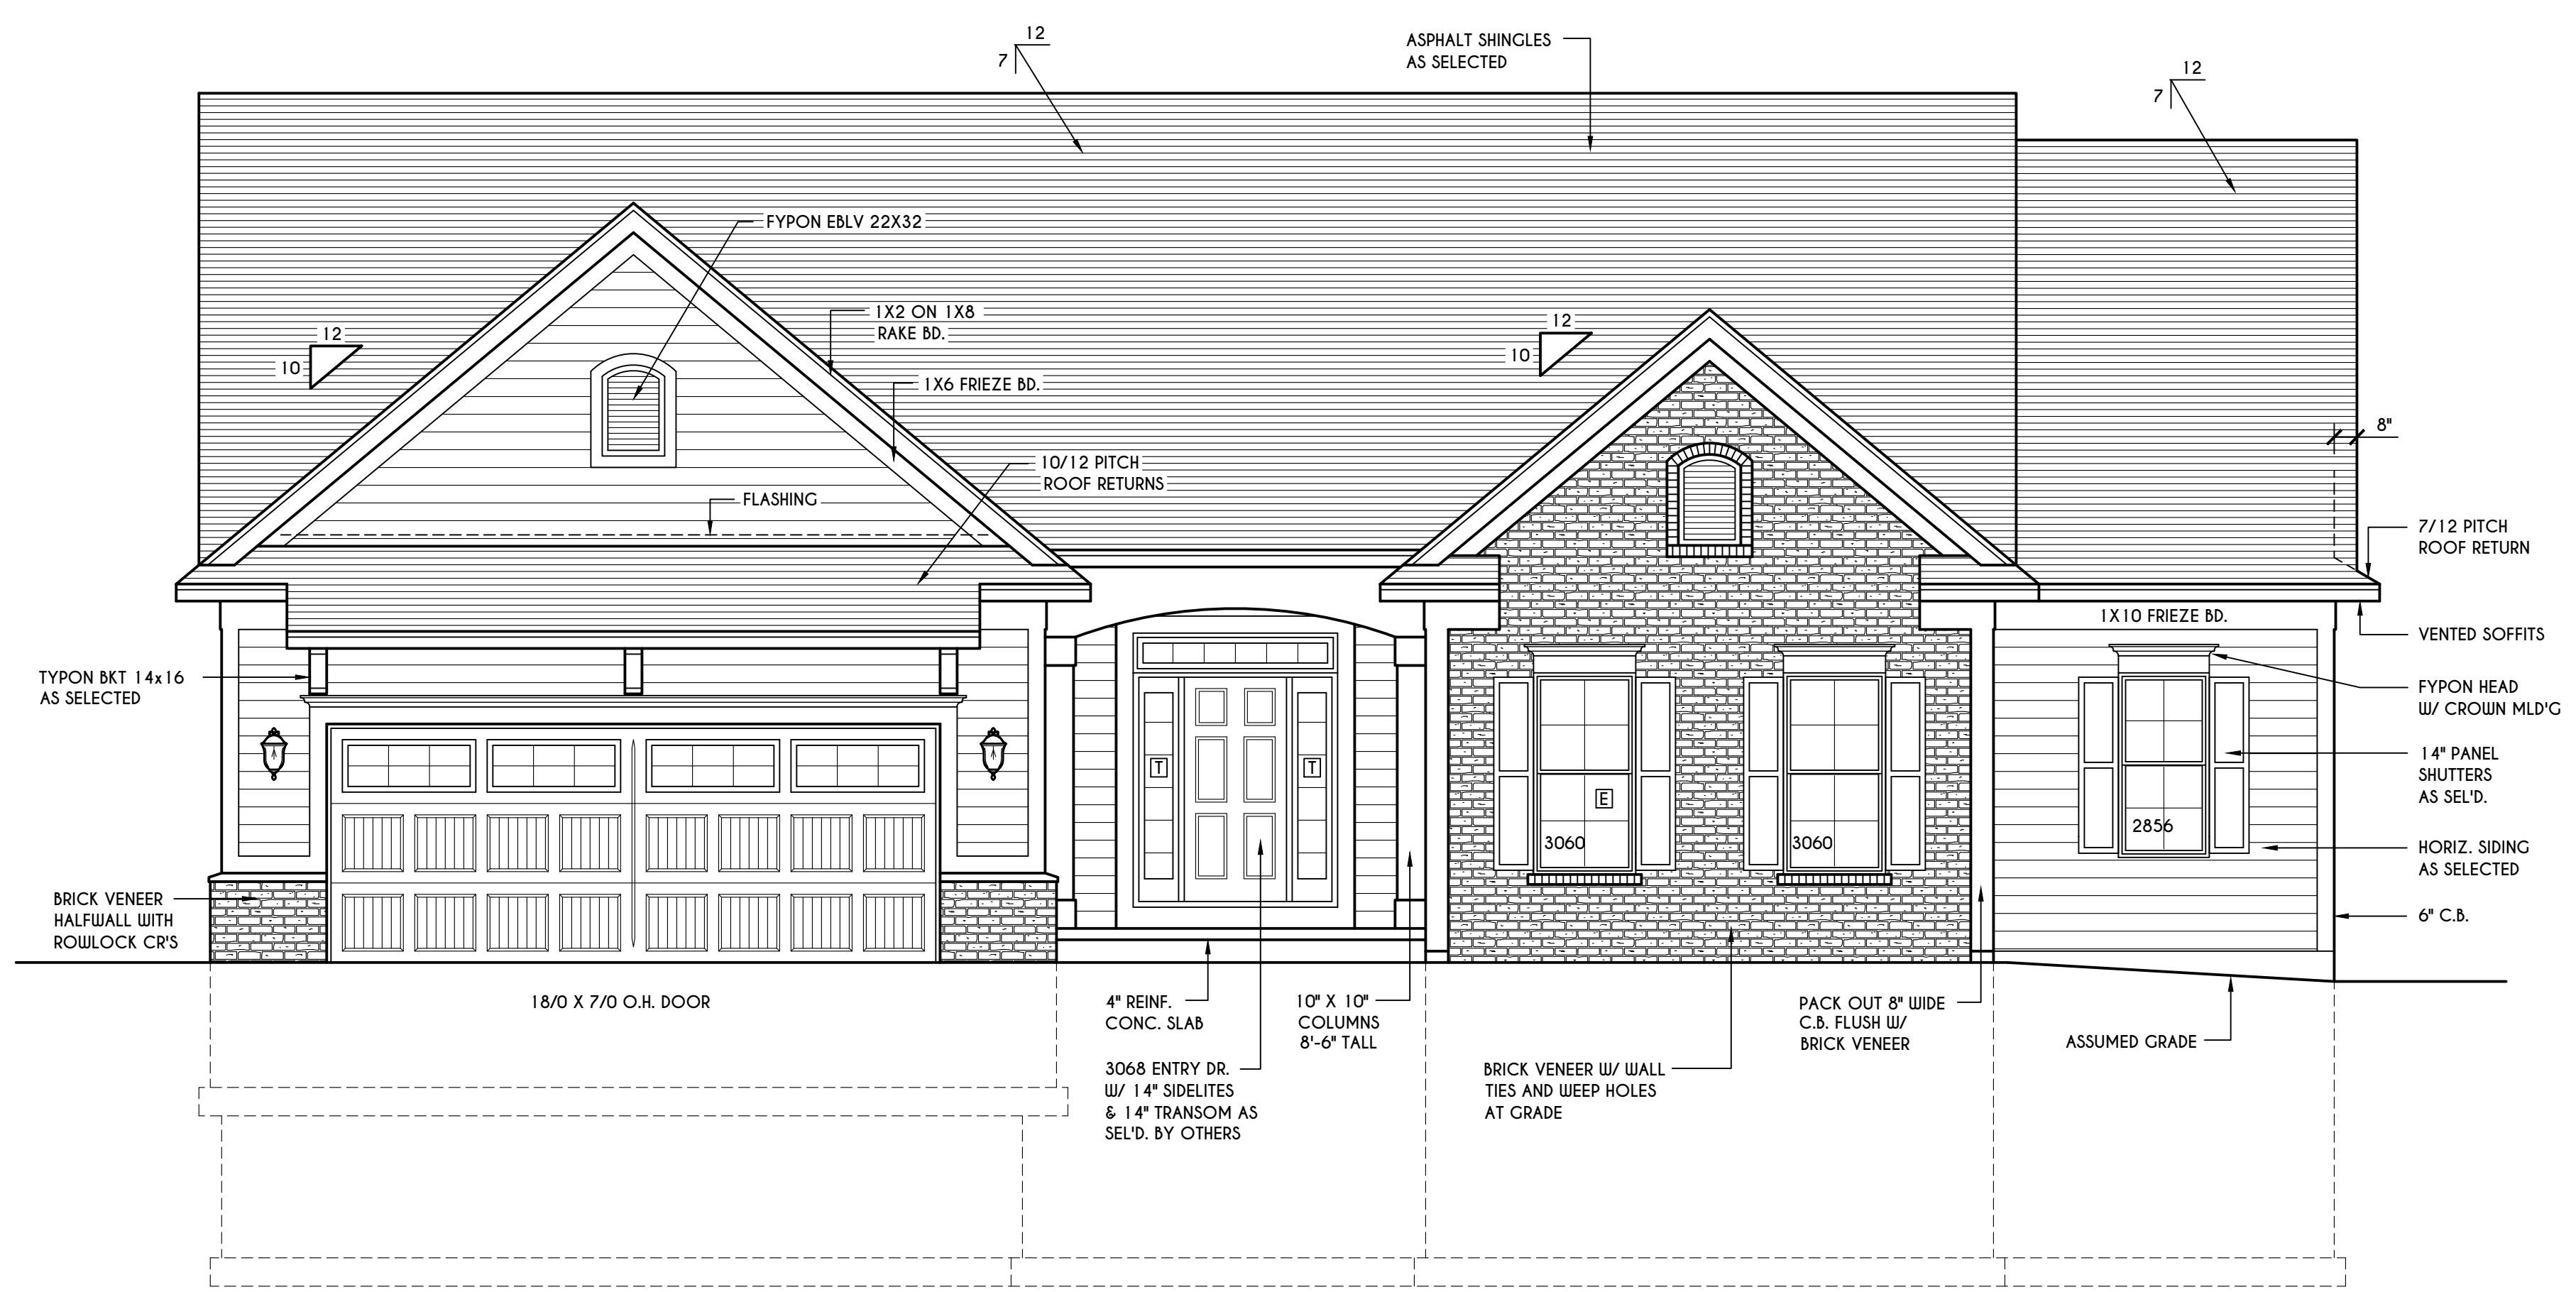 12
7
ASPHALT SHINGLES
AS SELECTED
12
7
FYPON EBLV 22X32
1X2 ON 1X8
RAKE BD.
12
10
12
10
1X6 FRIEZE BD.
8"
10/12 PITCH
ROOF RETURNS
FLASHING
7/12 PITCH
ROOF RETURN
1X10 FRIEZE BD.
VENTED SOFFITS
TYPON BKT 14x16
AS SELECTED
FYPON HEAD
W/ CROWN MLD'G
T
T
E
14" PANEL
SHUTTERS
AS SEL'D.
3060
3060
2856
HORIZ. SIDING
AS SELECTED
BRICK VENEER
HALFWALL WITH
ROWLOCK CR'S
6" C.B.
18/0 X 7/0 O.H. DOOR
4" REINF.
CONC. SLAB
10" X 10"
COLUMNS
8'-6" TALL
PACK OUT 8" WIDE
C.B. FLUSH W/
BRICK VENEER
ASSUMED GRADE
3068 ENTRY DR.
W/ 14" SIDELITES
& 14" TRANSOM AS
SEL'D. BY OTHERS
BRICK VENEER W/ WALL
TIES AND WEEP HOLES
AT GRADE